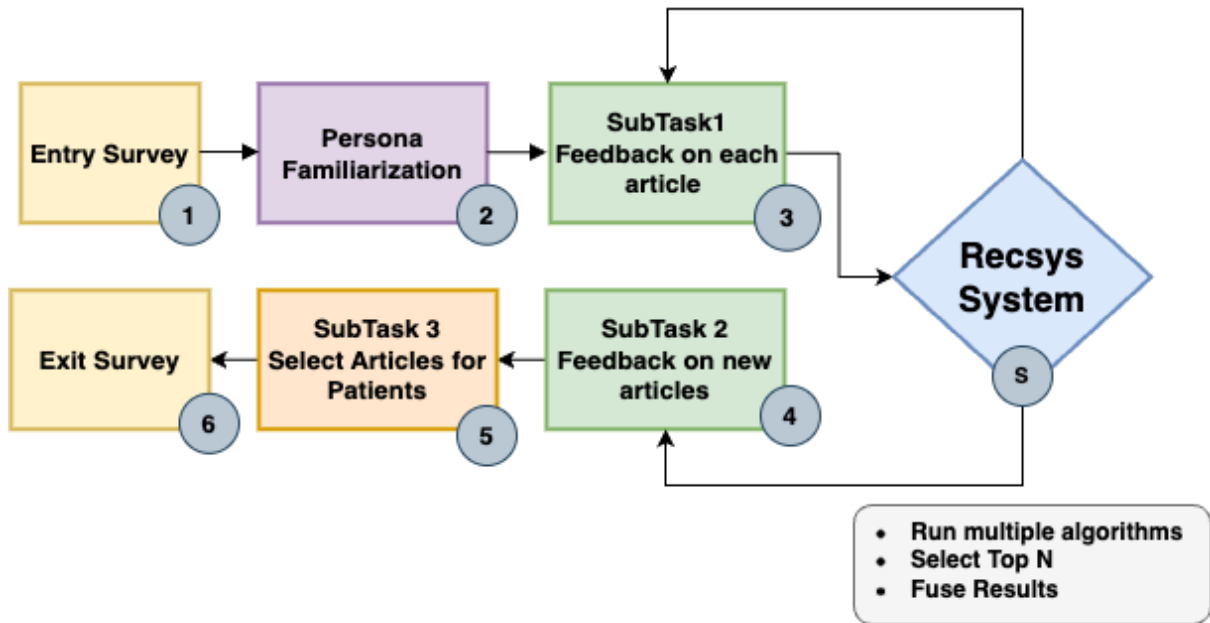 Entry Survey
1
Persona
Familiarization
2
SubTask1
Feedback on each
article
3
Recsys
System
S
SubTask 2
Feedback on new
articles
4
SubTask 3
Select Articles for
Patients
5
Exit Survey
6
• Run multiple algorithms
• Select Top N
• Fuse Results